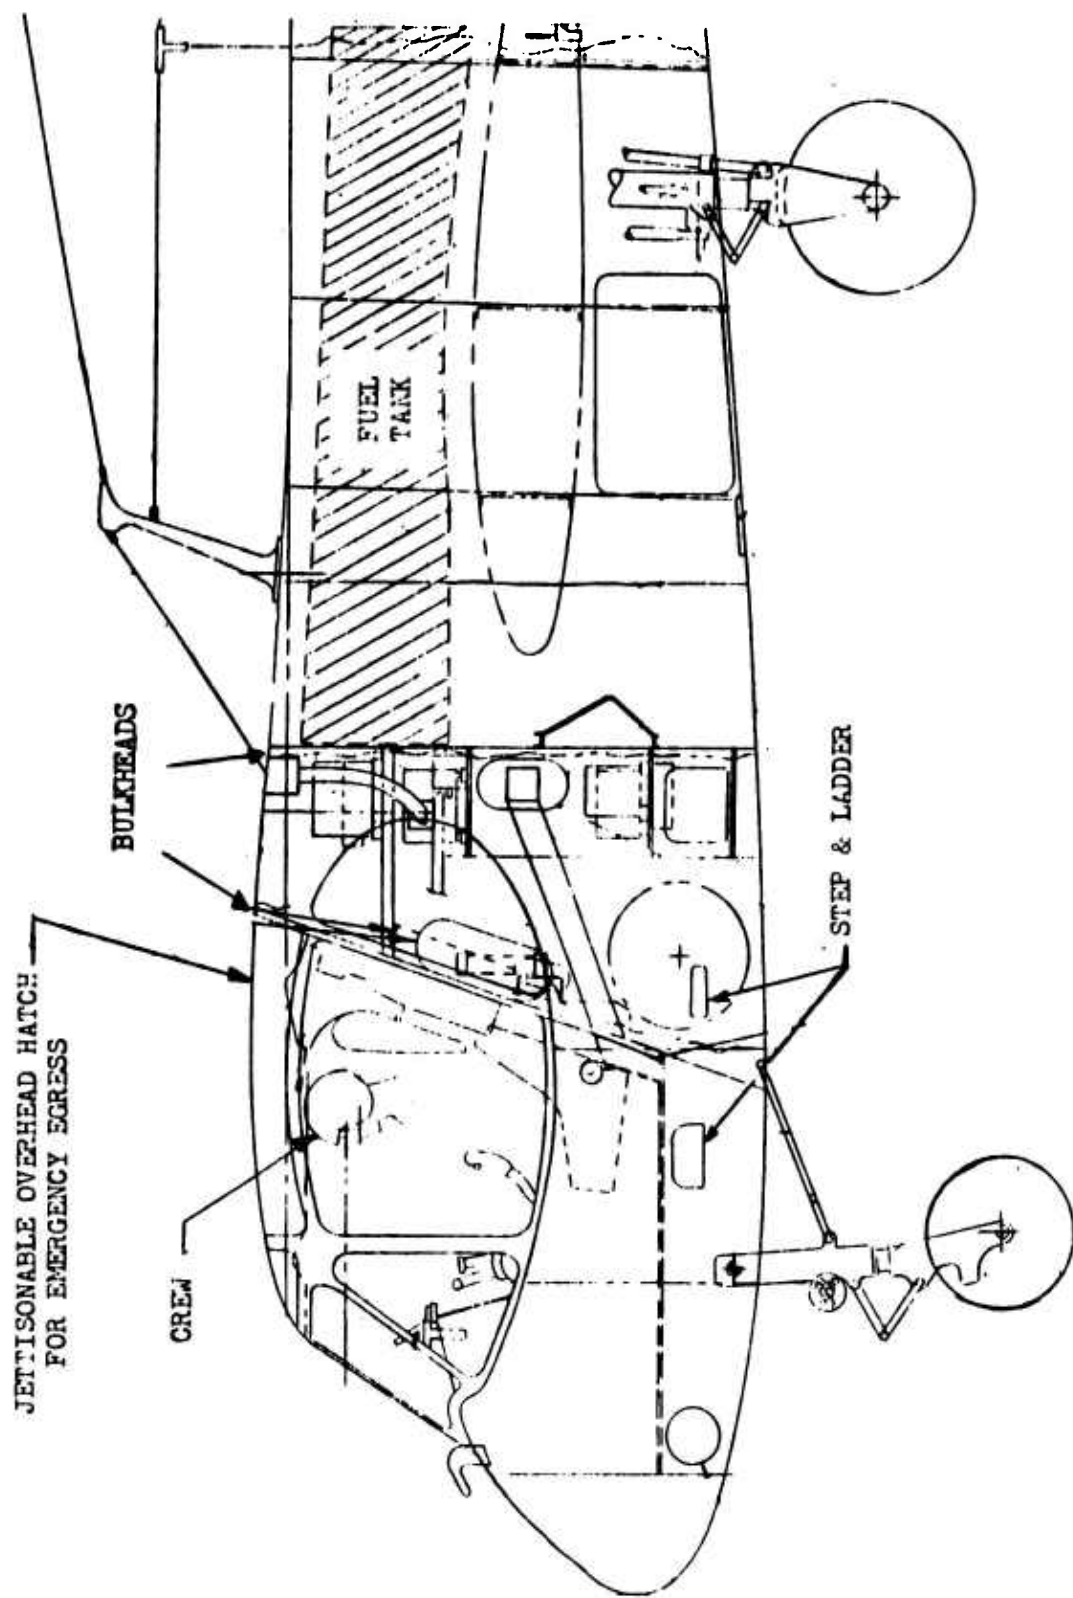 JETTISONABLE OVERHEAD HATCH
FOR EMERGENCY EGRESS
CREW
BULKHEADS
FUEL
TANK
STEP & LADDER